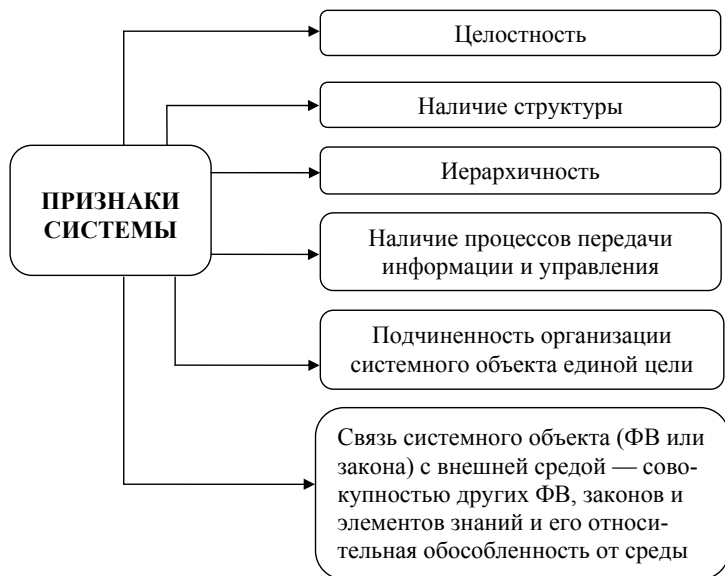 Целостность
Наличие структуры
Иерархичность
ПРИЗНАКИ
СИСТЕМЫ
Наличие процессов передачи
информации и управления
Подчиненность организации
системного объекта единой цели
Связь системного объекта (ФВ или
закона) с внешней средой — сово-
купностью других ФВ, законов и
элементов знаний и его относи-
тельная обособленность от среды